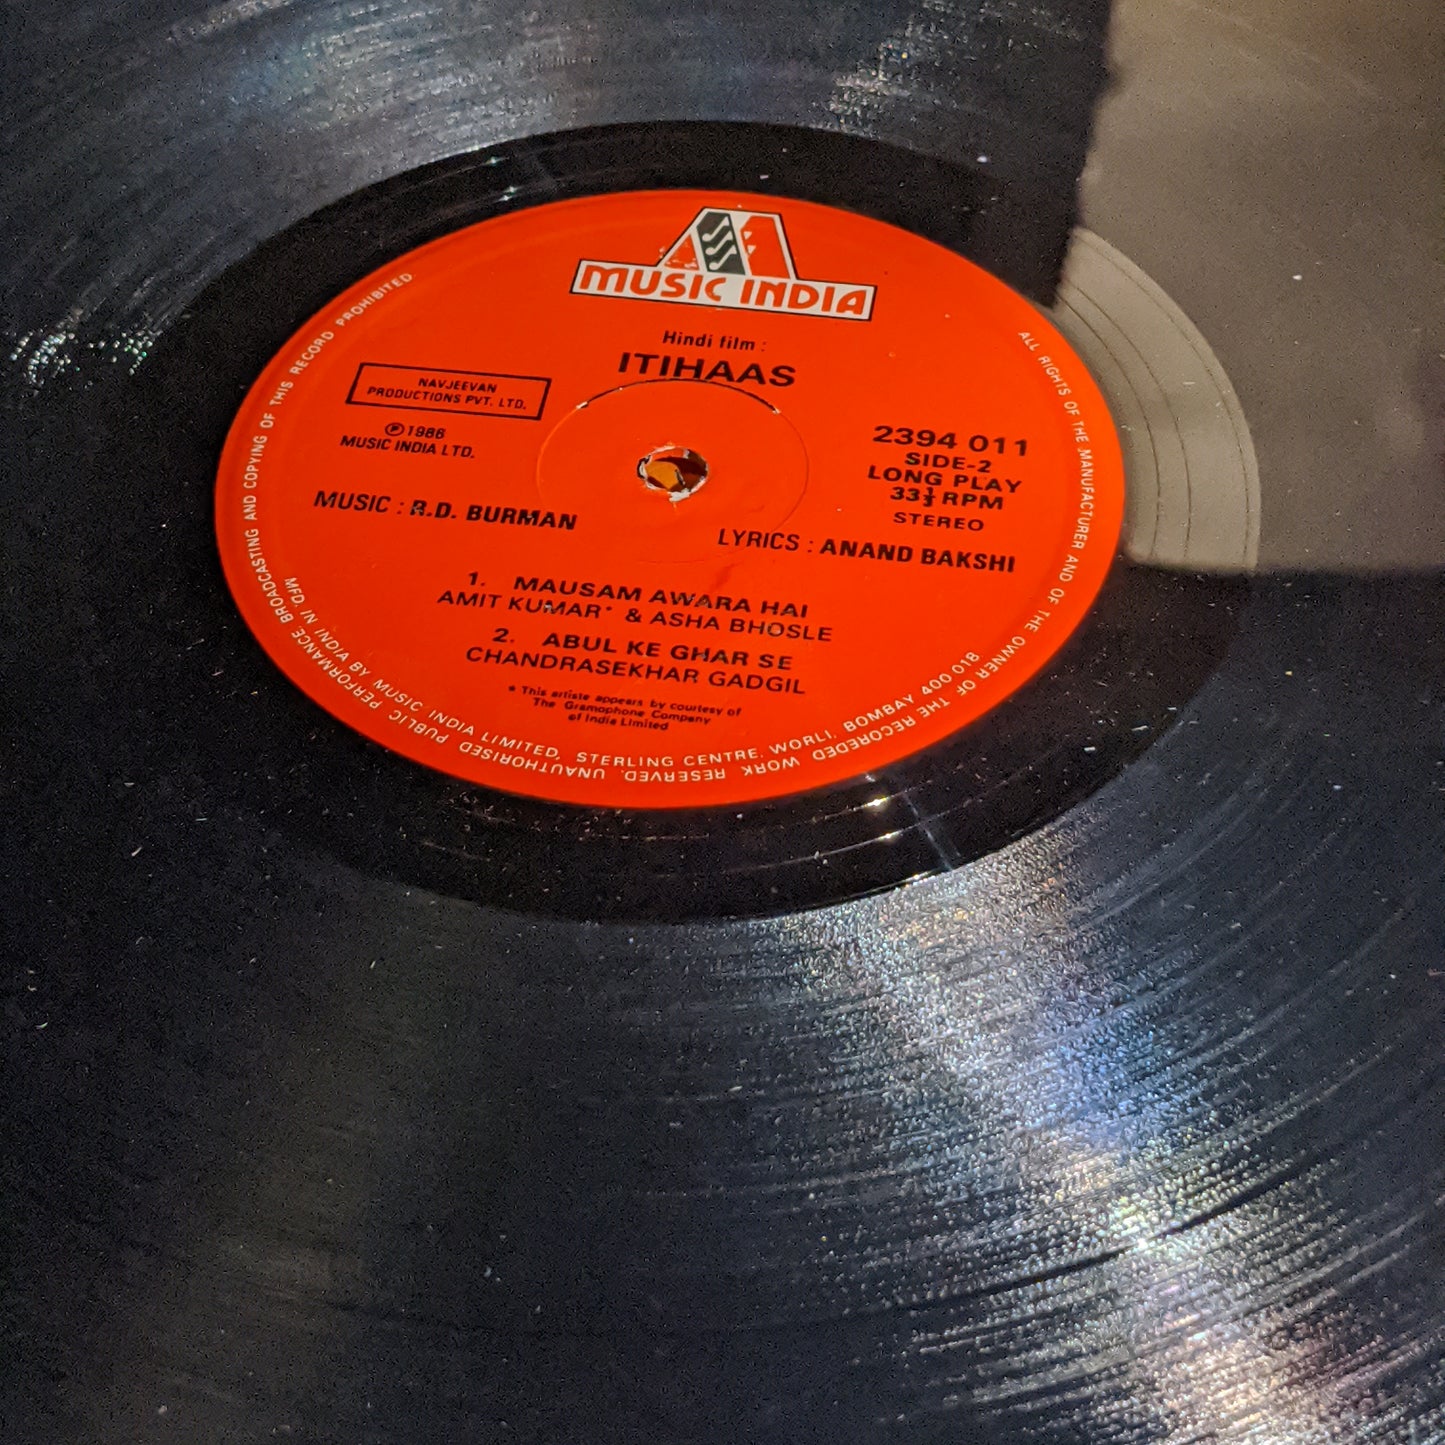 MUSIC INDIA
Hindi film :
ITIHAAS
NAVJEEVAN
PRODUCTIONS PVT. LTD.
℗ 1986
MUSIC INDIA LTD.
2394 011
SIDE-2
LONG PLAY
33⅓ RPM
STEREO
MUSIC : R.D. BURMAN
LYRICS : ANAND BAKSHI
1. MAUSAM AWARA HAI
AMIT KUMAR* & ASHA BHOSLE
2. ABUL KE GHAR SE
CHANDRASEKHAR GADGIL
* This artiste appears by courtesy of
The Gramophone Company
of India Limited
MFD. IN INDIA BY MUSIC INDIA LIMITED, STERLING CENTRE, WORLI, BOMBAY 400 018
ALL RIGHTS OF THE MANUFACTURER AND OF THE OWNER OF THE RECOREDED WORK RESERVED. UNAUTHORISED PUBLIC PERFORMANCE BROADCASTING AND COPYING OF THIS RECORD PROHIBITED